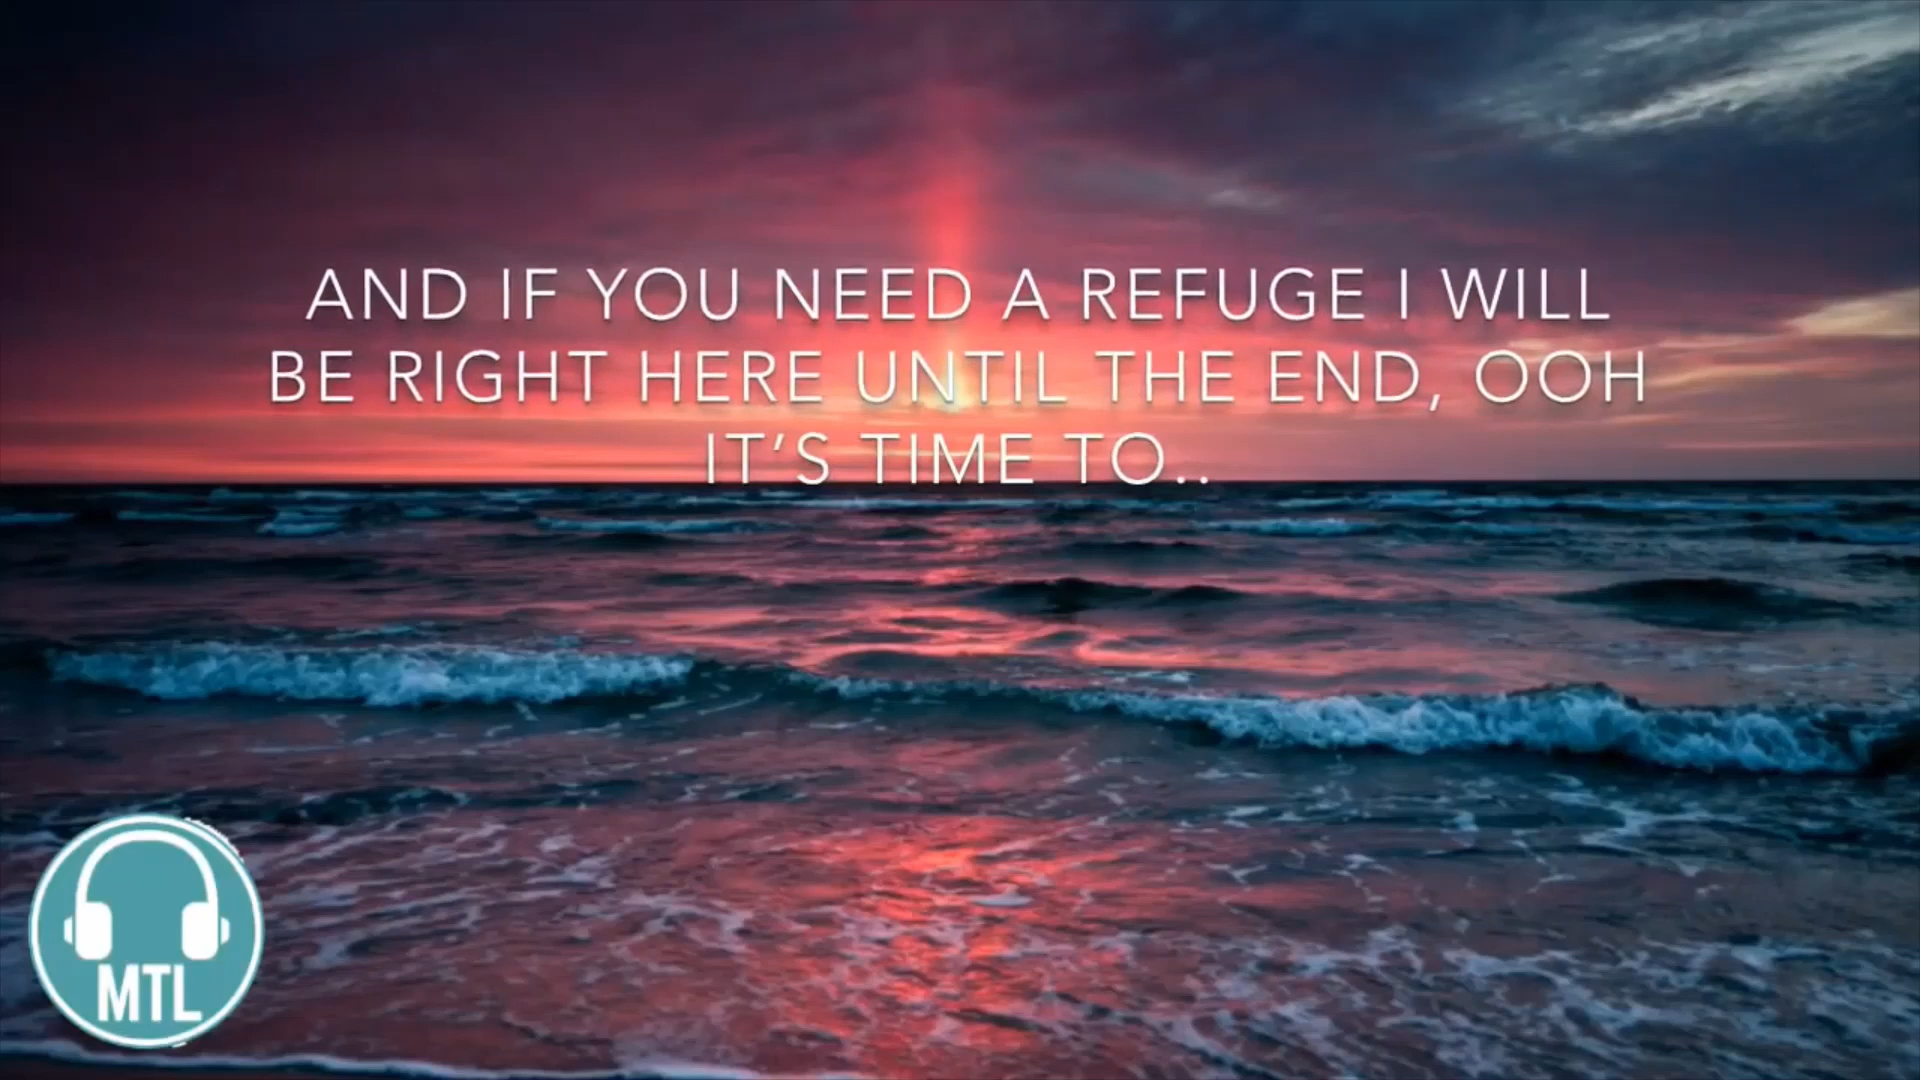 AND IF YOU NEED A REFUGE I WILL
BE RIGHT HERE UNTIL THE END, OOH
IT'S TIME TO..
MTL